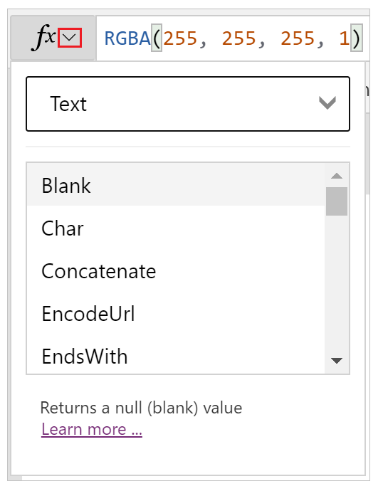 fx RGBA(255, 255, 255, 1)
Text
Blank
Char
Concatenate
EncodeUrl
EndsWith
Returns a null (blank) value
Learn more ...